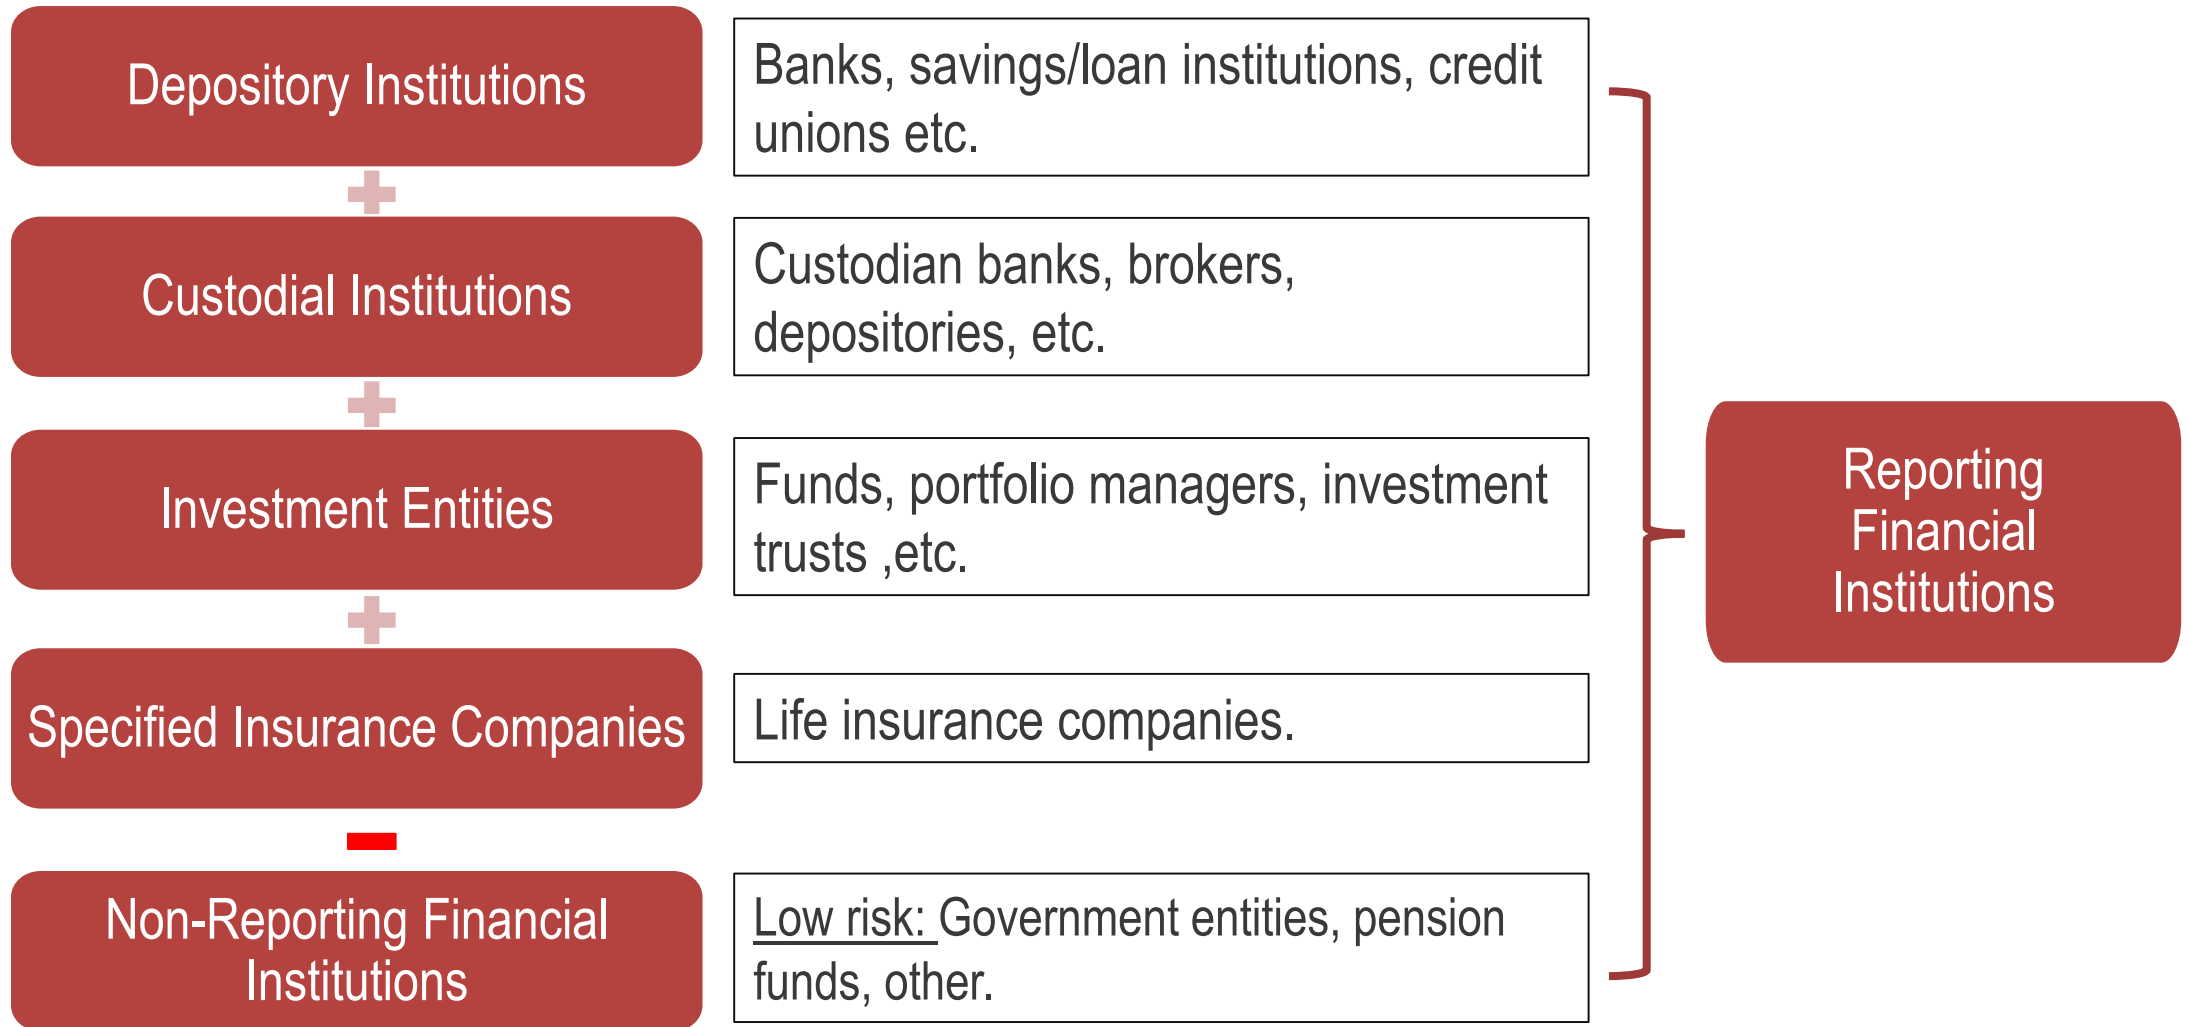 Depository Institutions
Banks, savings/loan institutions, credit
unions etc.
Custodial Institutions
Custodian banks, brokers,
depositories, etc.
Investment Entities
Funds, portfolio managers, investment
trusts ,etc.
Specified Insurance Companies
Life insurance companies.
Non-Reporting Financial
Institutions
Low risk: Government entities, pension
funds, other.
Reporting
Financial
Institutions